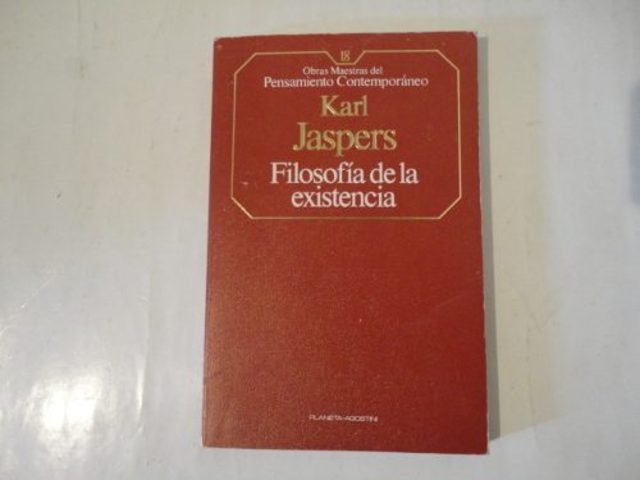 18
Obras Maestras del
Pensamiento Contemporáneo
Karl
Jaspers
Filosofía de la
existencia
PLANETA-AGOSTINI